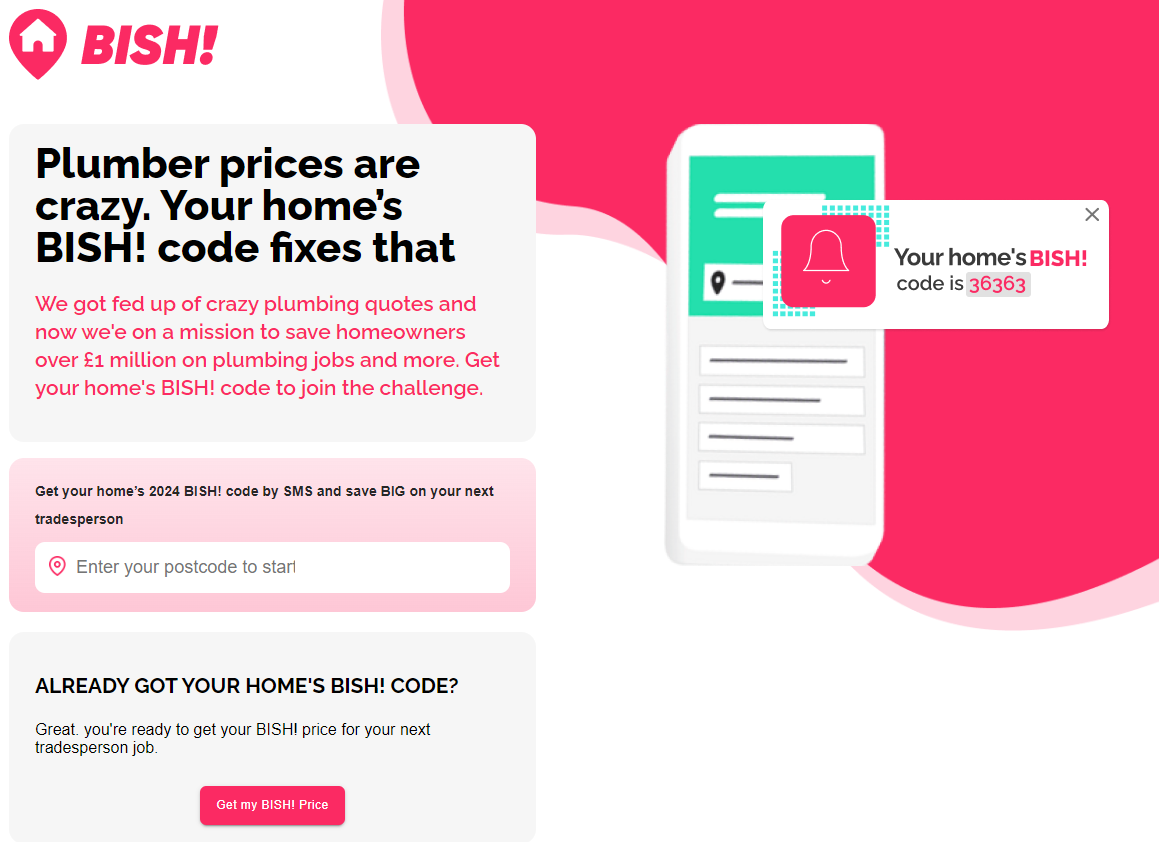 BISH!
Plumber prices are
crazy. Your home’s
BISH! code fixes that
We got fed up of crazy plumbing quotes and
now we'e on a mission to save homeowners
over £1 million on plumbing jobs and more. Get
your home's BISH! code to join the challenge.
Get your home’s 2024 BISH! code by SMS and save BIG on your next
tradesperson
Enter your postcode to start
ALREADY GOT YOUR HOME'S BISH! CODE?
Great. you're ready to get your BISH! price for your next
tradesperson job.
Get my BISH! Price
Your home's BISH!
code is 36363